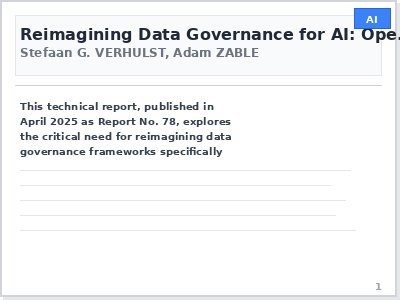 AI
Reimagining Data Governance for AI: Ope.
Stefaan G. VERHULST, Adam ZABLE
This technical report, published in
April 2025 as Report No. 78, explores
the critical need for reimagining data
governance frameworks specifically
1